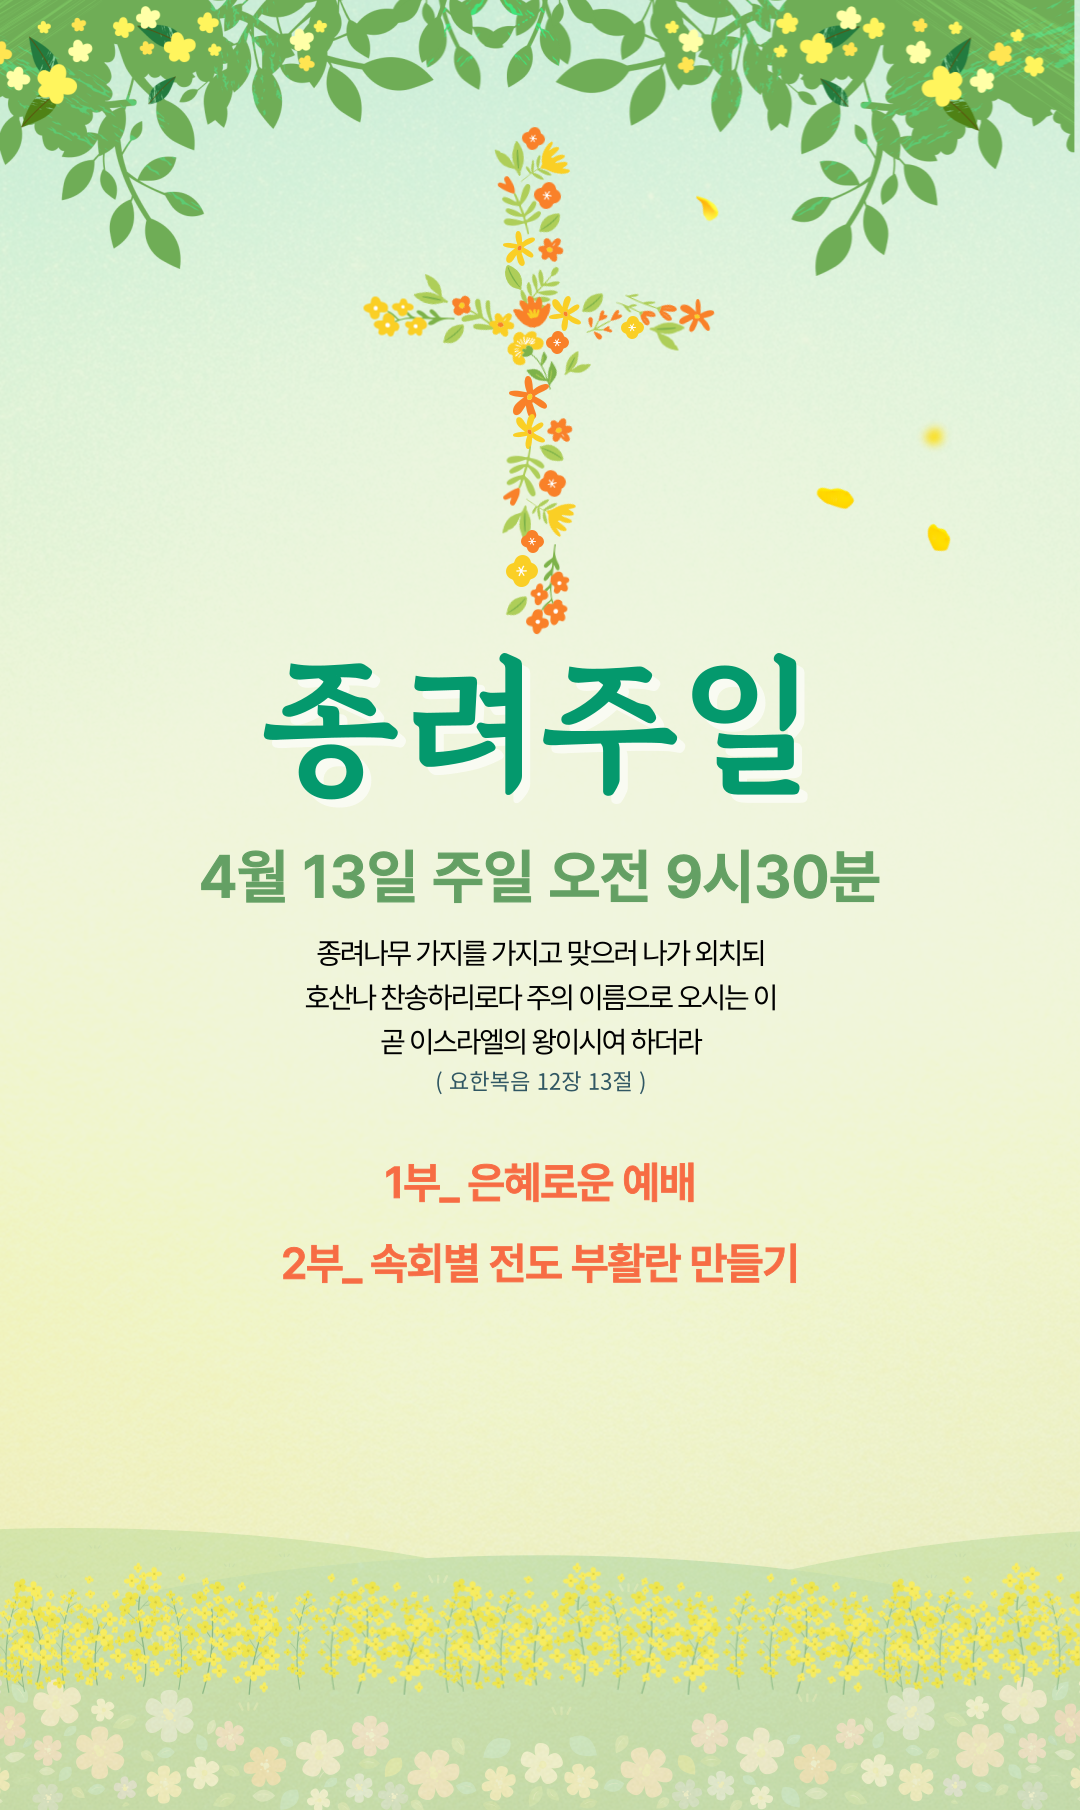 종려주일
4월 13일 주일 오전 9시30분
종려나무 가지를 가지고 맞으러 나가 외치되
호산나 찬송하리로다 주의 이름으로 오시는 이
곧 이스라엘의 왕이시여 하더라
( 요한복음 12장 13절 )
1부_ 은혜로운 예배
2부_ 속회별 전도 부활란 만들기